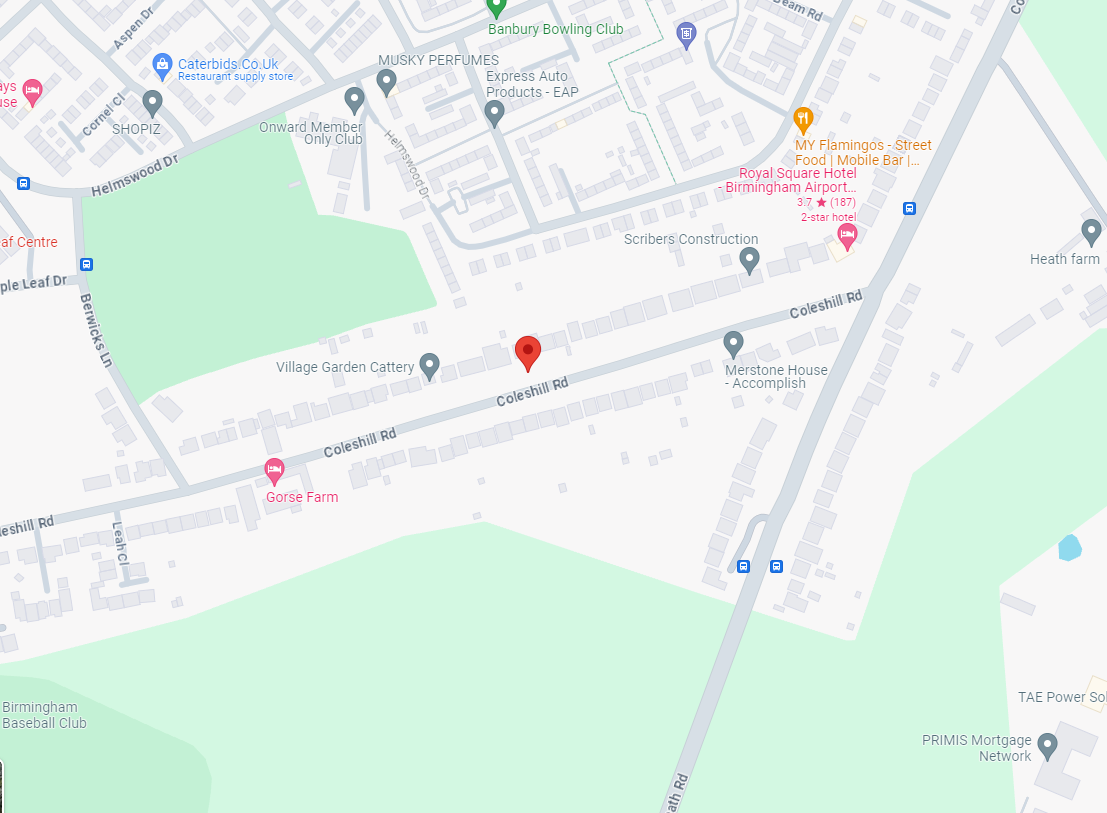 Beam Rd
Banbury Bowling Club
Aspen Dr
Caterbids.Co.Uk
Restaurant supply store
MUSKY PERFUMES
Express Auto
Products - EAP
ays
use
Cornel Cl
SHOPIZ
Onward Member
Only Club
Helmswood Dr
Helmswood Dr
MY Flamingos - Street
Food | Mobile Bar |...
Royal Square Hotel
- Birmingham Airport...
3.7 ★ (187)
2-star hotel
af Centre
Scribers Construction
Heath farm
ple Leaf Dr
Berwicks Ln
Coleshill Rd
Village Garden Cattery
Merstone House
- Accomplish
Coleshill Rd
Coleshill Rd
Gorse Farm
leshill Rd
Leah Cl
Birmingham
Baseball Club
TAE Power Sol
PRIMIS Mortgage
Network
ath Rd